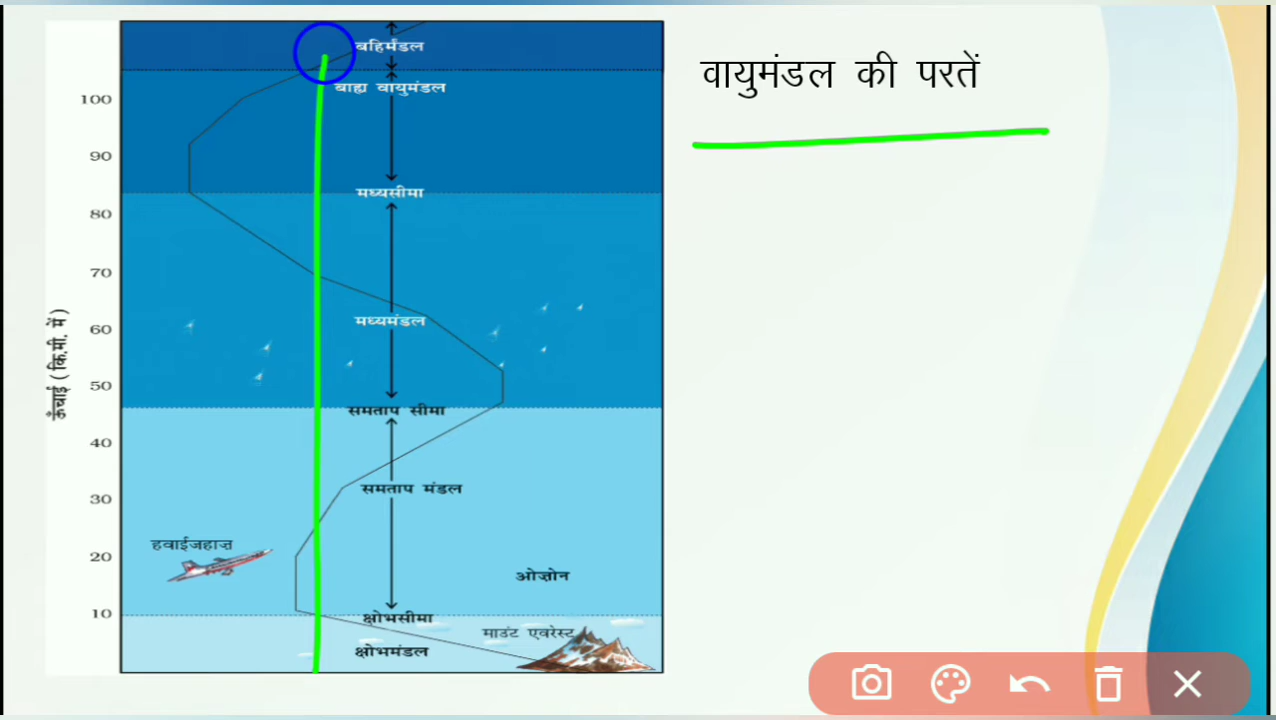 बहिर्मंडल
वायुमंडल की परतें
बाह्य वायुमंडल
100
90
मध्यसीमा
80
70
मध्यमंडल
60
50
ऊँचाई ( कि.मी. में )
समताप सीमा
40
समताप मंडल
30
हवाईजहाज़
20
ओज़ोन
10
क्षोभसीमा
माउंट एवरेस्ट
क्षोभमंडल